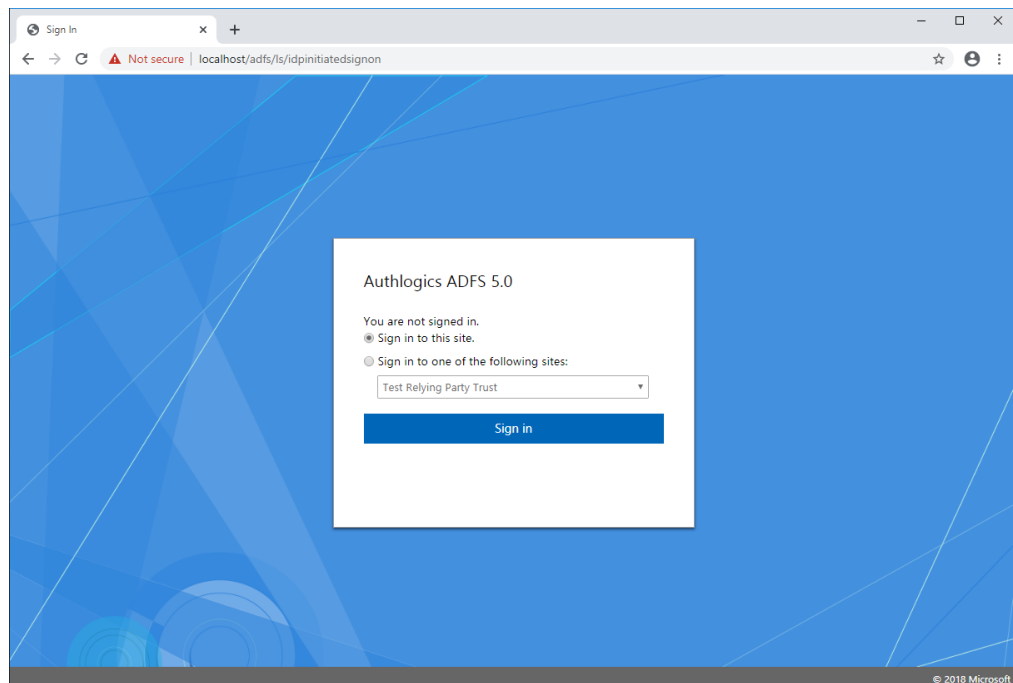 Sign In
Not secure
localhost/adfs/ls/idpinitiatedsignon
Authlogics ADFS 5.0
You are not signed in.
Sign in to this site.
Sign in to one of the following sites:
Test Relying Party Trust
Sign in
© 2018 Microsoft